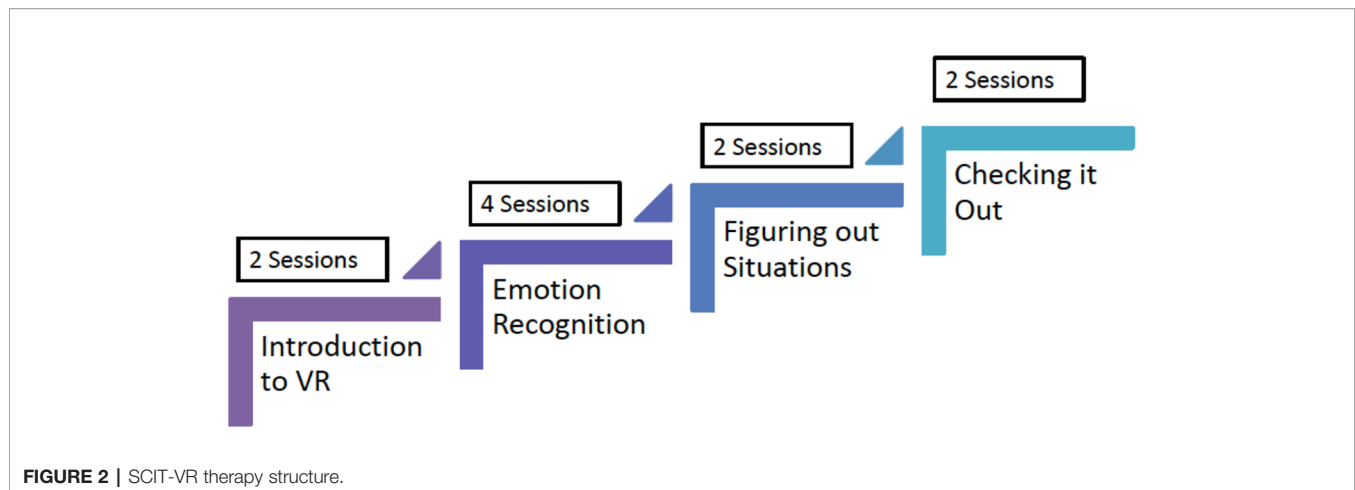 2 Sessions
Introduction
to VR
4 Sessions
Emotion
Recognition
2 Sessions
Figuring out
Situations
2 Sessions
Checking it
Out
FIGURE 2 | SCIT-VR therapy structure.